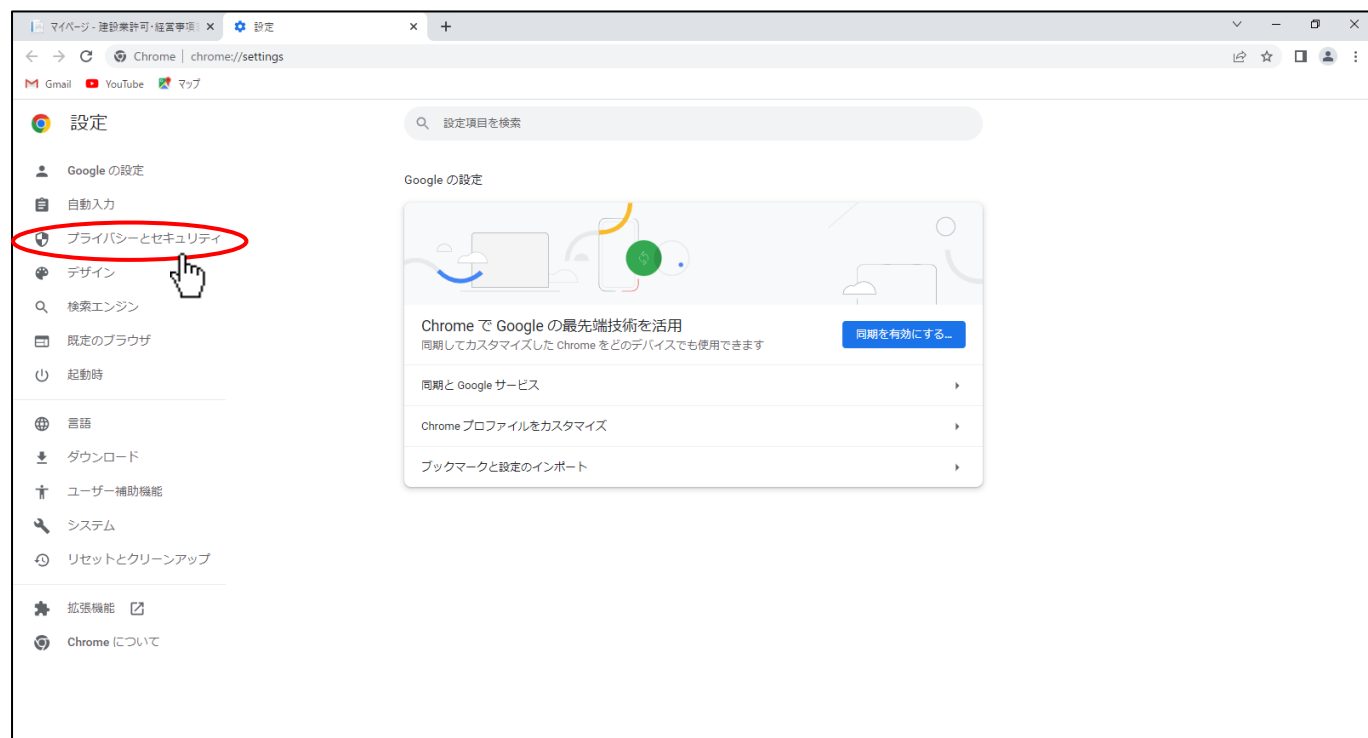 マイページ - 建設業許可・経営事項
設定
Chrome | chrome://settings
Gmail YouTube マップ
設定
設定項目を検索
Google の設定
自動入力
プライバシーとセキュリティ
デザイン
検索エンジン
既定のブラウザ
起動時
言語
ダウンロード
ユーザー補助機能
システム
リセットとクリーンアップ
拡張機能
Chrome について
Google の設定
Chrome で Google の最先端技術を活用
同期してカスタマイズした Chrome をどのデバイスでも使用できます
同期を有効にする...
同期と Google サービス
Chrome プロファイルをカスタマイズ
ブックマークと設定のインポート